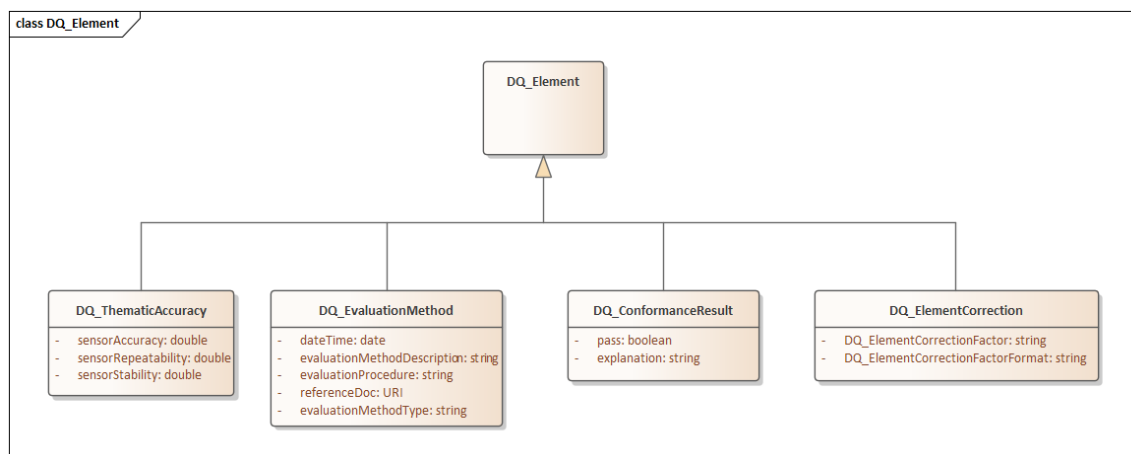 class DQ_Element
DQ_Element
DQ_ThematicAccuracy
- sensorAccuracy: double
- sensorRepeatability: double
- sensorStability: double
DQ_EvaluationMethod
- dateTime: date
- evaluationMethodDescription: string
- evaluationProcedure: string
- referenceDoc: URI
- evaluationMethodType: string
DQ_ConformanceResult
- pass: boolean
- explanation: string
DQ_ElementCorrection
- DQ_ElementCorrectionFactor: string
- DQ_ElementCorrectionFactorFormat: string